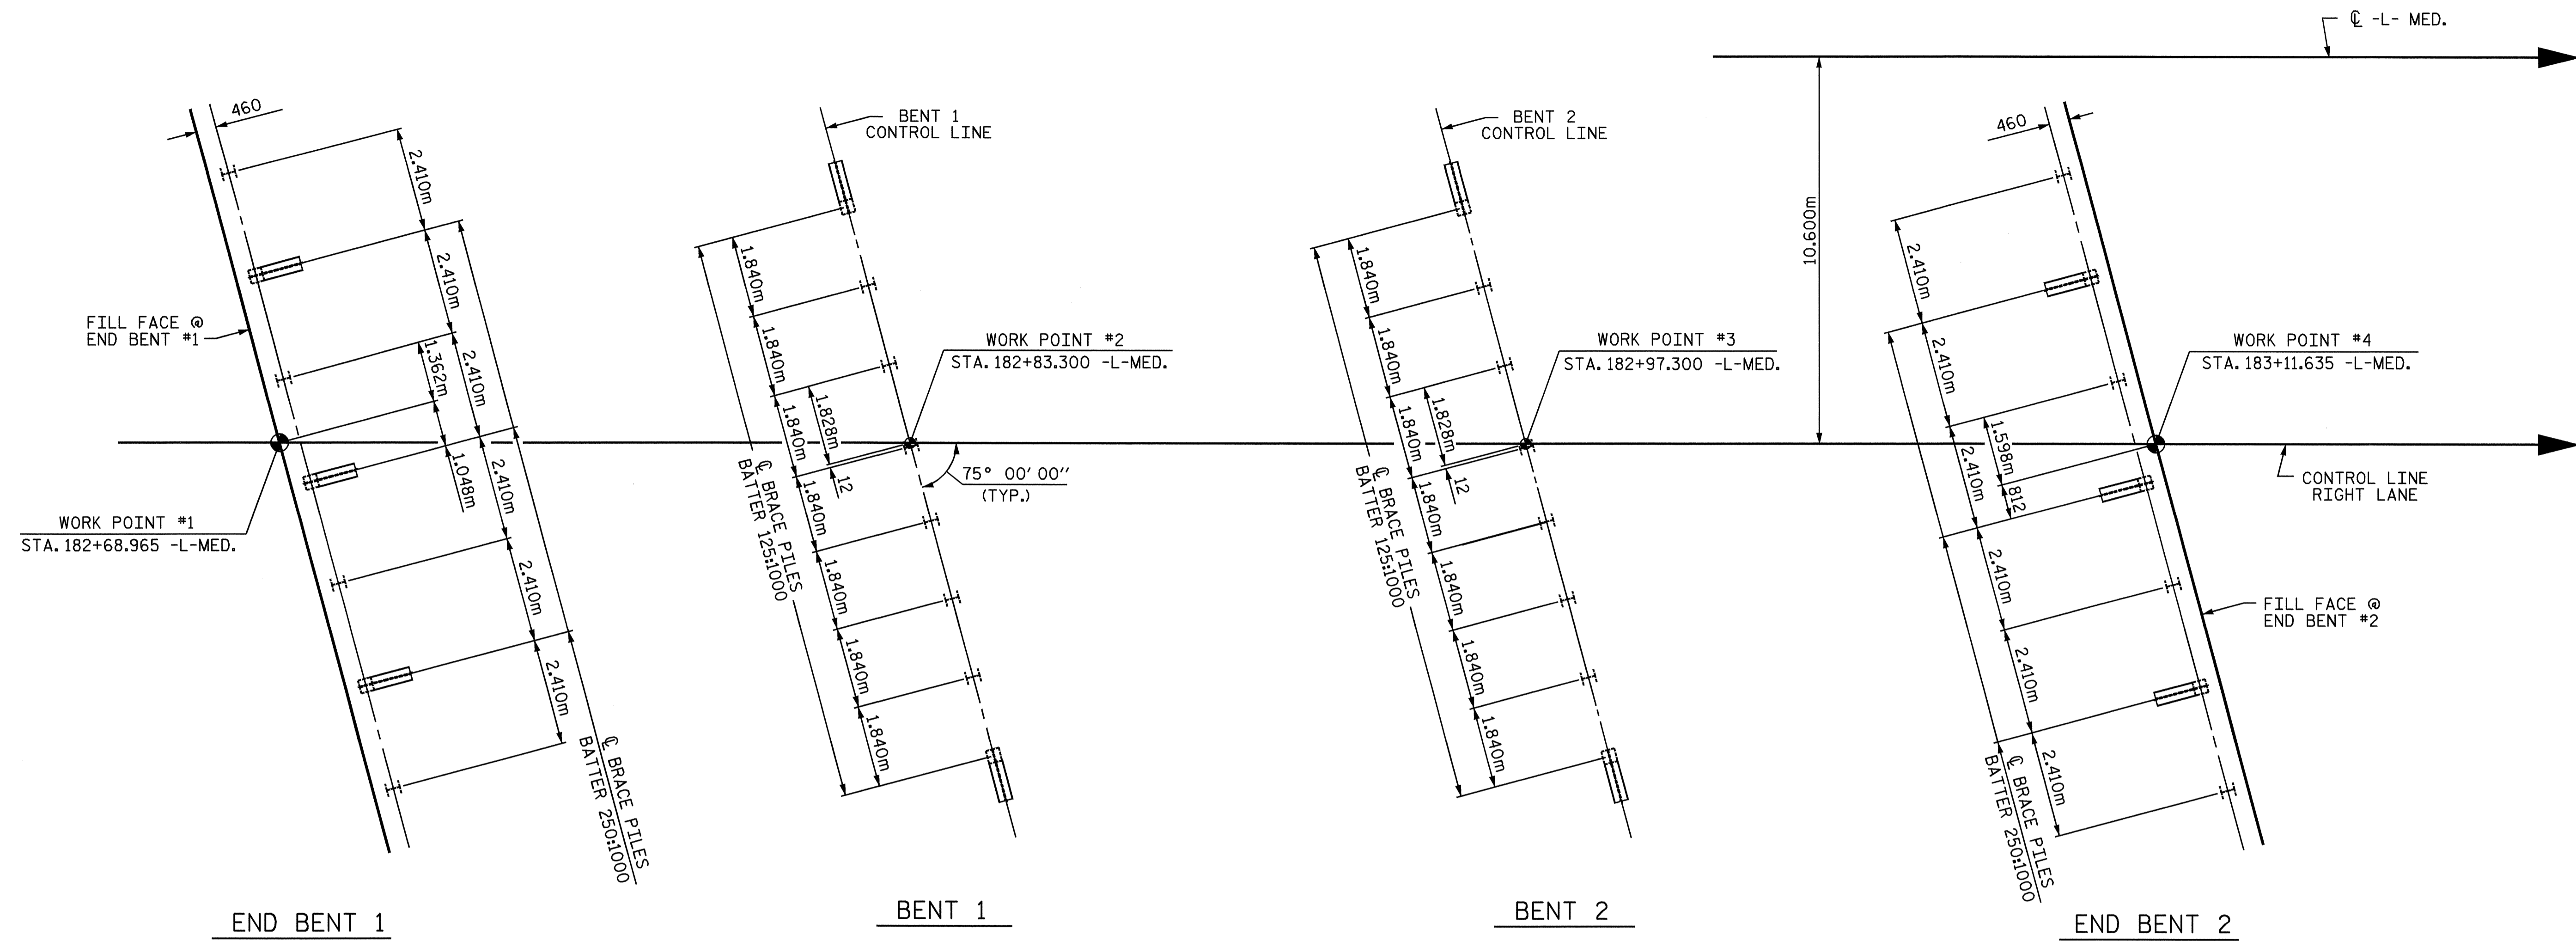 ℄ -L- MED.
10.600m
460
2.410m
2.410m
2.410m
2.410m
2.410m
2.410m
1.362m
1.048m
FILL FACE @
END BENT #1
WORK POINT #1
STA. 182+68.965 -L-MED.
℄ BRACE PILES
BATTER 250:1000
END BENT 1
BENT 1
CONTROL LINE
1.840m
1.840m
1.840m
1.840m
1.840m
1.840m
1.840m
1.828m
12
WORK POINT #2
STA. 182+83.300 -L-MED.
75° 00' 00''
(TYP.)
℄ BRACE PILES
BATTER 125:1000
BENT 1
BENT 2
CONTROL LINE
1.840m
1.840m
1.840m
1.840m
1.840m
1.840m
1.840m
1.828m
12
WORK POINT #3
STA. 182+97.300 -L-MED.
℄ BRACE PILES
BATTER 125:1000
BENT 2
460
2.410m
2.410m
2.410m
2.410m
2.410m
2.410m
1.598m
812
WORK POINT #4
STA. 183+11.635 -L-MED.
CONTROL LINE
RIGHT LANE
FILL FACE @
END BENT #2
℄ BRACE PILES
BATTER 250:1000
END BENT 2